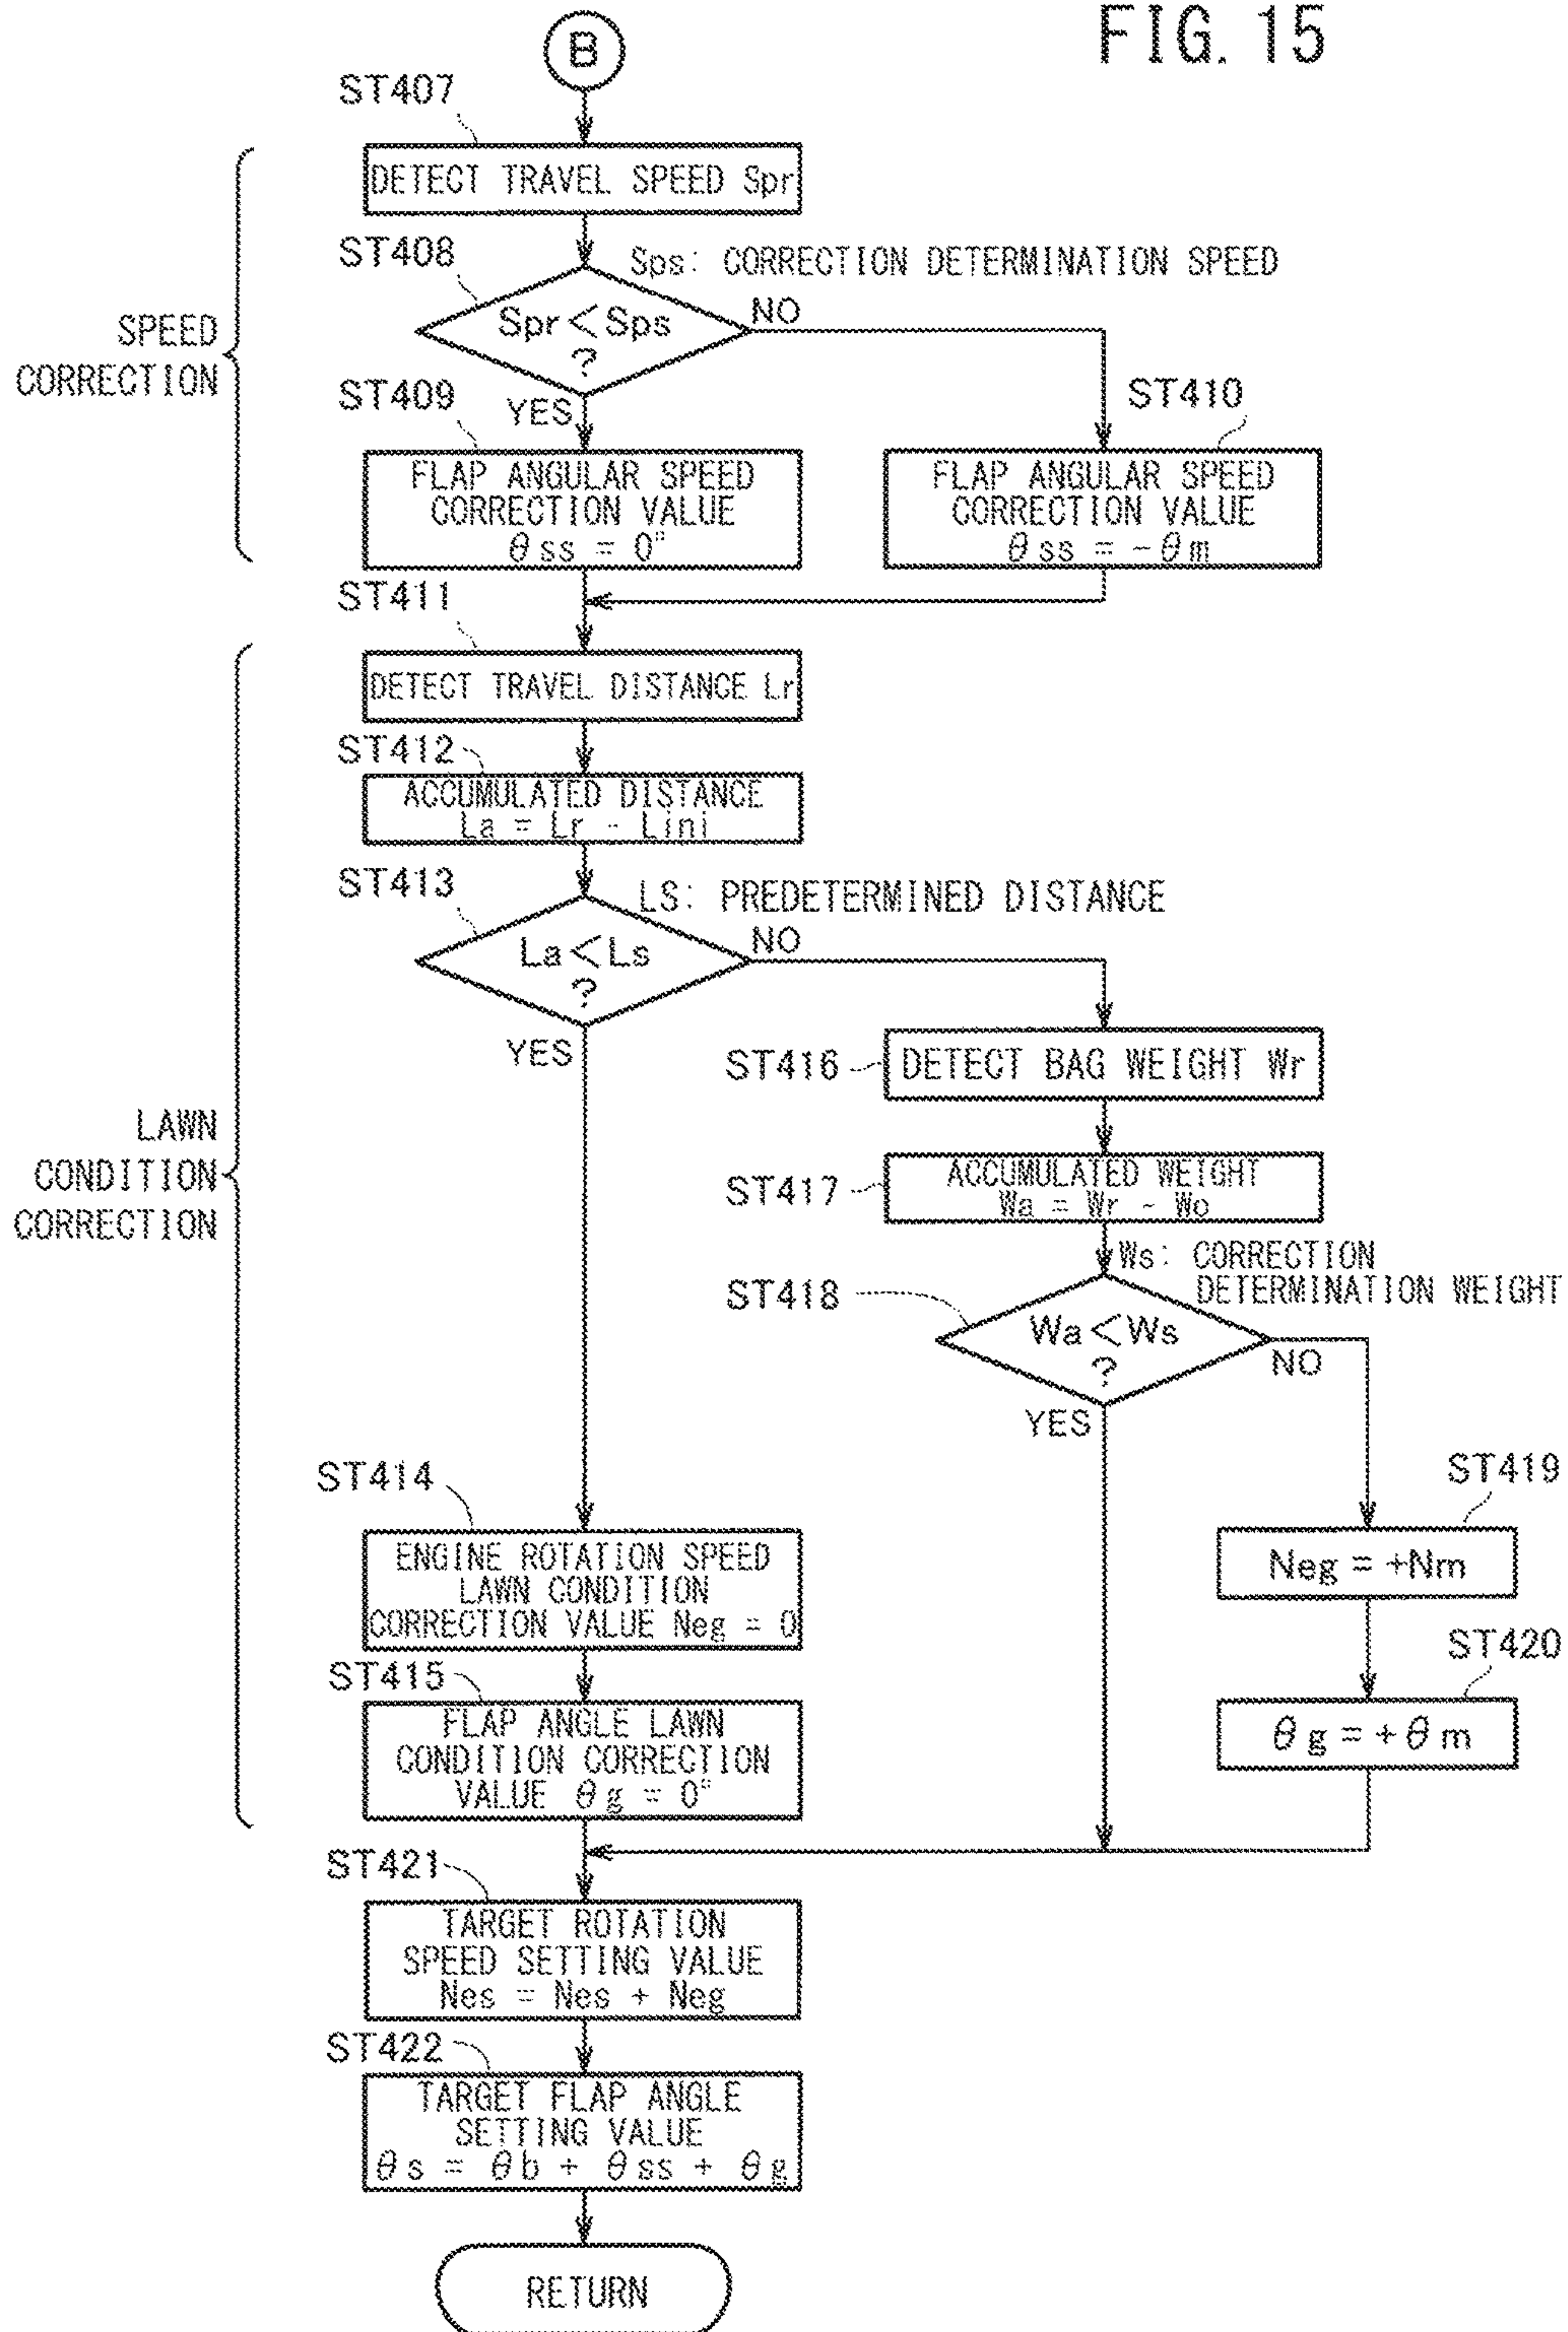 FIG. 15
B
ST407
DETECT TRAVEL SPEED Spr
ST408
Sps: CORRECTION DETERMINATION SPEED
Spr<Sps
?
NO
YES
SPEED
CORRECTION
ST409
FLAP ANGULAR SPEED
CORRECTION VALUE
θss = 0°
ST410
FLAP ANGULAR SPEED
CORRECTION VALUE
θss = -θm
ST411
DETECT TRAVEL DISTANCE Lr
ST412
ACCUMULATED DISTANCE
La = Lr - Lini
ST413
LS: PREDETERMINED DISTANCE
La<Ls
?
NO
YES
ST416
DETECT BAG WEIGHT Wr
LAWN
CONDITION
CORRECTION
ST417
ACCUMULATED WEIGHT
Wa = Wr - Wo
Ws: CORRECTION
DETERMINATION WEIGHT
ST418
Wa<Ws
?
NO
YES
ST414
ENGINE ROTATION SPEED
LAWN CONDITION
CORRECTION VALUE Neg = 0
ST419
Neg = +Nm
ST415
FLAP ANGLE LAWN
CONDITION CORRECTION
VALUE θg = 0°
ST420
θg = +θm
ST421
TARGET ROTATION
SPEED SETTING VALUE
Nes = Nes + Neg
ST422
TARGET FLAP ANGLE
SETTING VALUE
θs = θb + θss + θg
RETURN